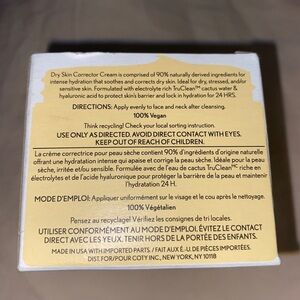 Dry Skin Corrector Cream is comprised of 90% naturally derived ingredients for
intense hydration that soothes and corrects dry skin. Ideal for dry, stressed, and/or
sensitive skin. Formulated with electrolyte rich TruClean™ cactus water &
hyaluronic acid to protect skin's barrier and lock in hydration for 24 HRS.
DIRECTIONS: Apply evenly to face and neck after cleansing.
100% Vegan
Think recycling! Check your local sorting instruction.
USE ONLY AS DIRECTED. AVOID DIRECT CONTACT WITH EYES.
KEEP OUT OF REACH OF CHILDREN.
La crème correctrice pour peau sèche contient 90% d'ingrédients d'origine naturelle
offrant une hydratation intense qui apaise et corrige la peau sèche. Idéale pour la peau
sèche, irritée et/ou sensible. Formulée avec de l'eau de cactus TruClean™ riche en
électrolytes et de l'acide hyaluronique pour protéger la barrière de la peau et maintenir
l'hydratation 24 H.
MODE D'EMPLOI: Appliquer uniformément sur le visage et le cou après le nettoyage.
100% Végétalien
Pensez au recyclage! Vérifiez les consignes de tri locales.
UTILISER CONFORMÉMENT AU MODE D'EMPLOI. ÉVITEZ LE CONTACT
DIRECT AVEC LES YEUX. TENIR HORS DE LA PORTÉE DES ENFANTS.
MADE IN USA WITH IMPORTED PARTS. / FAIT AUX É.-U. DE PIÈCES IMPORTÉES.
DIST. FOR/POUR COTY INC., NEW YORK, NY 10118